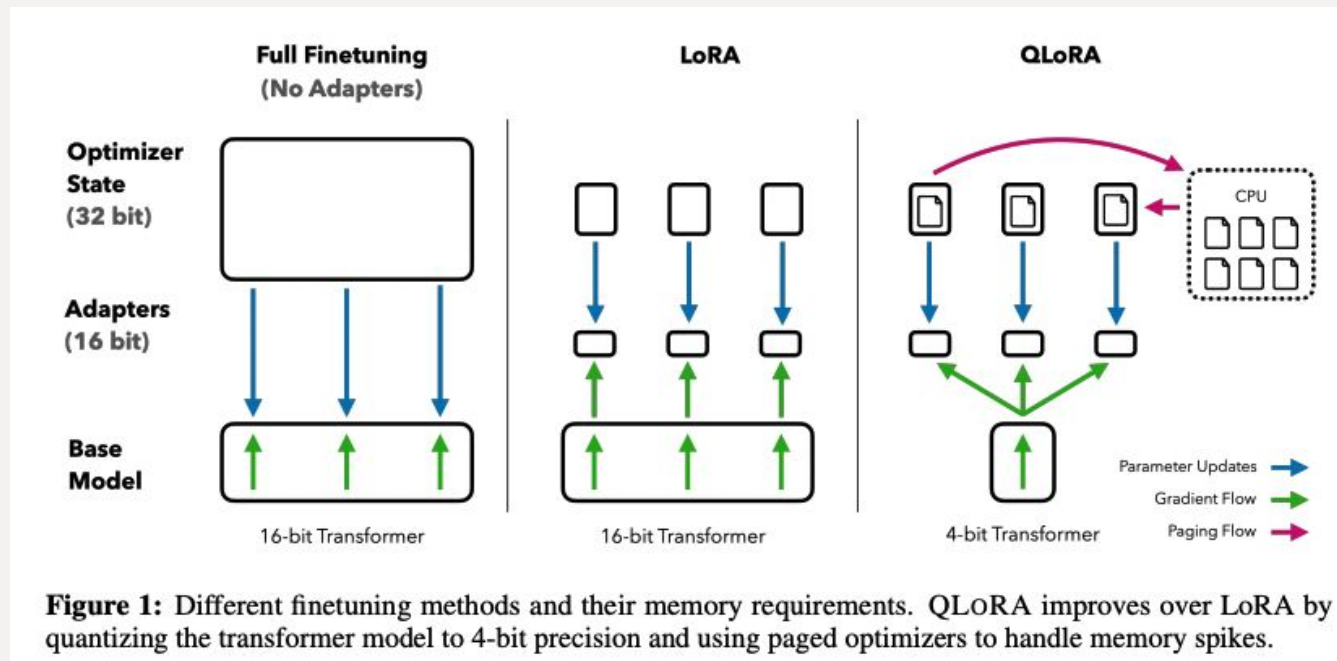 Full Finetuning
(No Adapters)
LoRA
QLoRA
Optimizer
State
(32 bit)
CPU
Adapters
(16 bit)
Base
Model
Parameter Updates
Gradient Flow
Paging Flow
16-bit Transformer
16-bit Transformer
4-bit Transformer
Figure 1: Different finetuning methods and their memory requirements. QLORA improves over LoRA by
quantizing the transformer model to 4-bit precision and using paged optimizers to handle memory spikes.